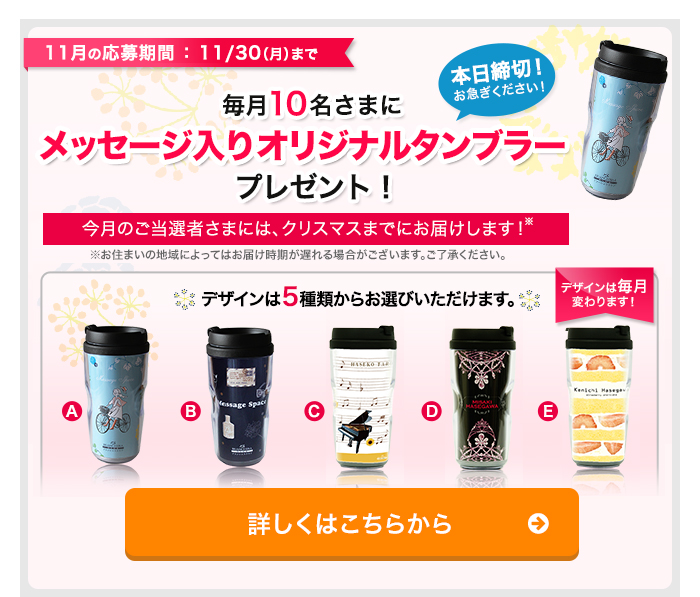 11月の応募期間 ： 11/30（月）まで
本日締切！
お急ぎください！
毎月10名さまに
メッセージ入りオリジナルタンブラー
プレゼント！
今月のご当選者さまには、クリスマスまでにお届けします！※
※お住まいの地域によってはお届け時期が遅れる場合がございます。ご了承ください。
デザインは毎月
変わります！
デザインは5種類からお選びいただけます。
A
B
Message Space
C
HASEKO
D
MISAKI
HASEGAWA
E
Kenichi Hasegawa
詳しくはこちらから